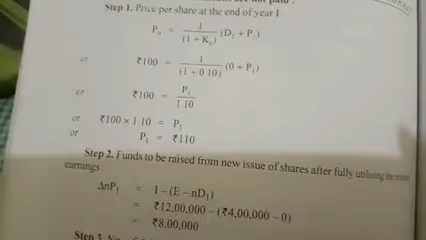 Step 1. Price per share at the end of year 1
P₀ = 1/(1 + Kₑ) (D₁ + P₁)
or ₹100 = 1/(1 + 0.10) (0 + P₁)
or ₹100 = P₁/1.10
or ₹100 × 1.10 = P₁
or P₁ = ₹110
Step 2. Funds to be raised from new issue of shares after fully utilising the
earnings
ΔnP₁ = I – (E – nD₁)
= ₹12,00,000 – (₹4,00,000 – 0)
= ₹8,00,000
Step 3.